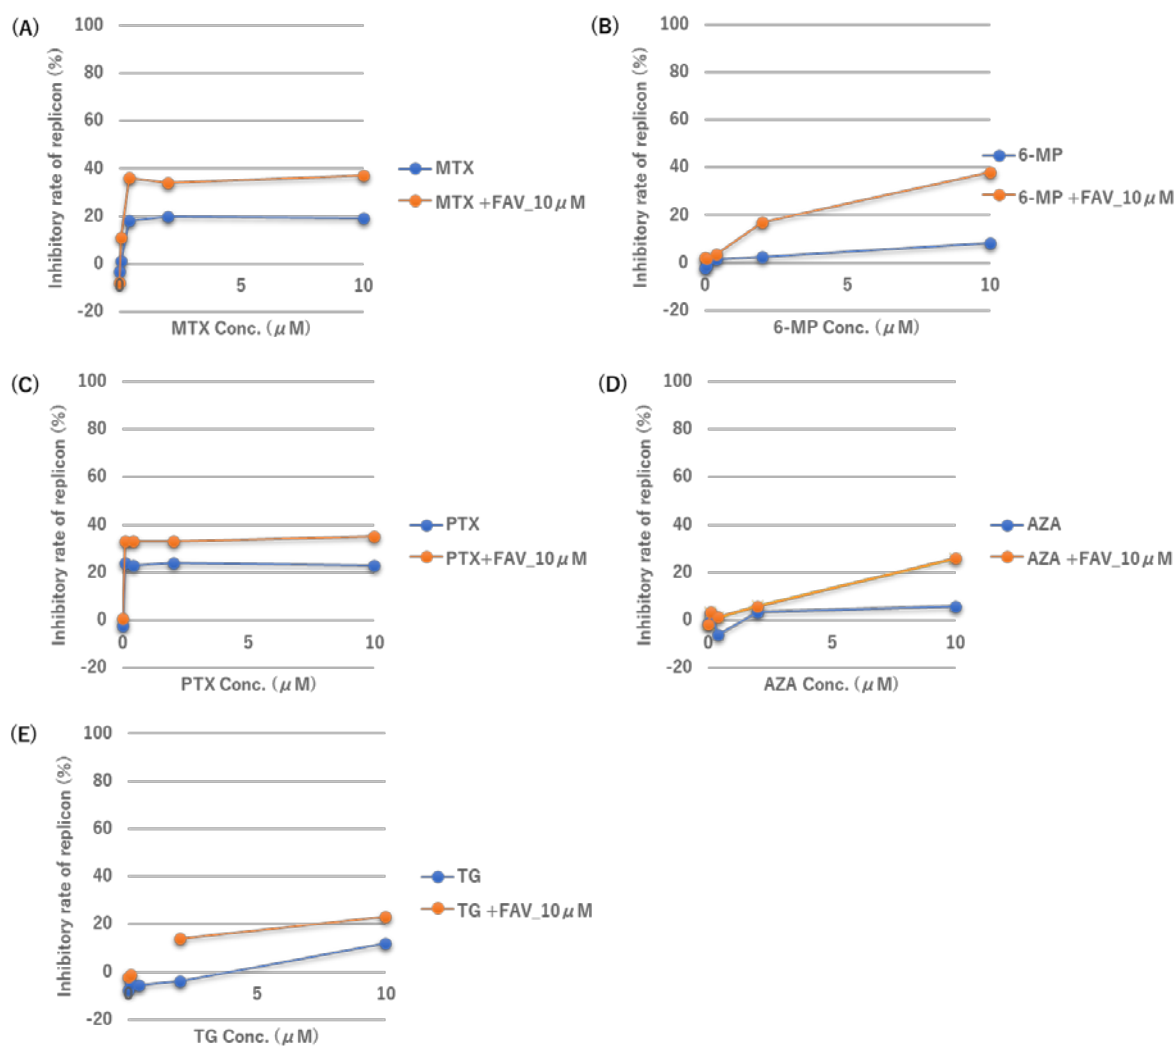 (A)
Inhibitory rate of replicon (%)
100
80
60
40
20
0
-20
0
5
10
MTX Conc. (μM)
MTX
MTX +FAV_10μM
(B)
Inhibitory rate of replicon (%)
100
80
60
40
20
0
-20
0
5
10
6-MP Conc. (μM)
6-MP
6-MP +FAV_10μM
(C)
Inhibitory rate of replicon (%)
100
80
60
40
20
0
-20
0
5
10
PTX Conc. (μM)
PTX
PTX+FAV_10μM
(D)
Inhibitory rate of replicon (%)
100
80
60
40
20
0
-20
0
5
10
AZA Conc. (μM)
AZA
AZA +FAV_10μM
(E)
Inhibitory rate of replicon (%)
100
80
60
40
20
0
-20
0
5
10
TG Conc. (μM)
TG
TG +FAV_10μM